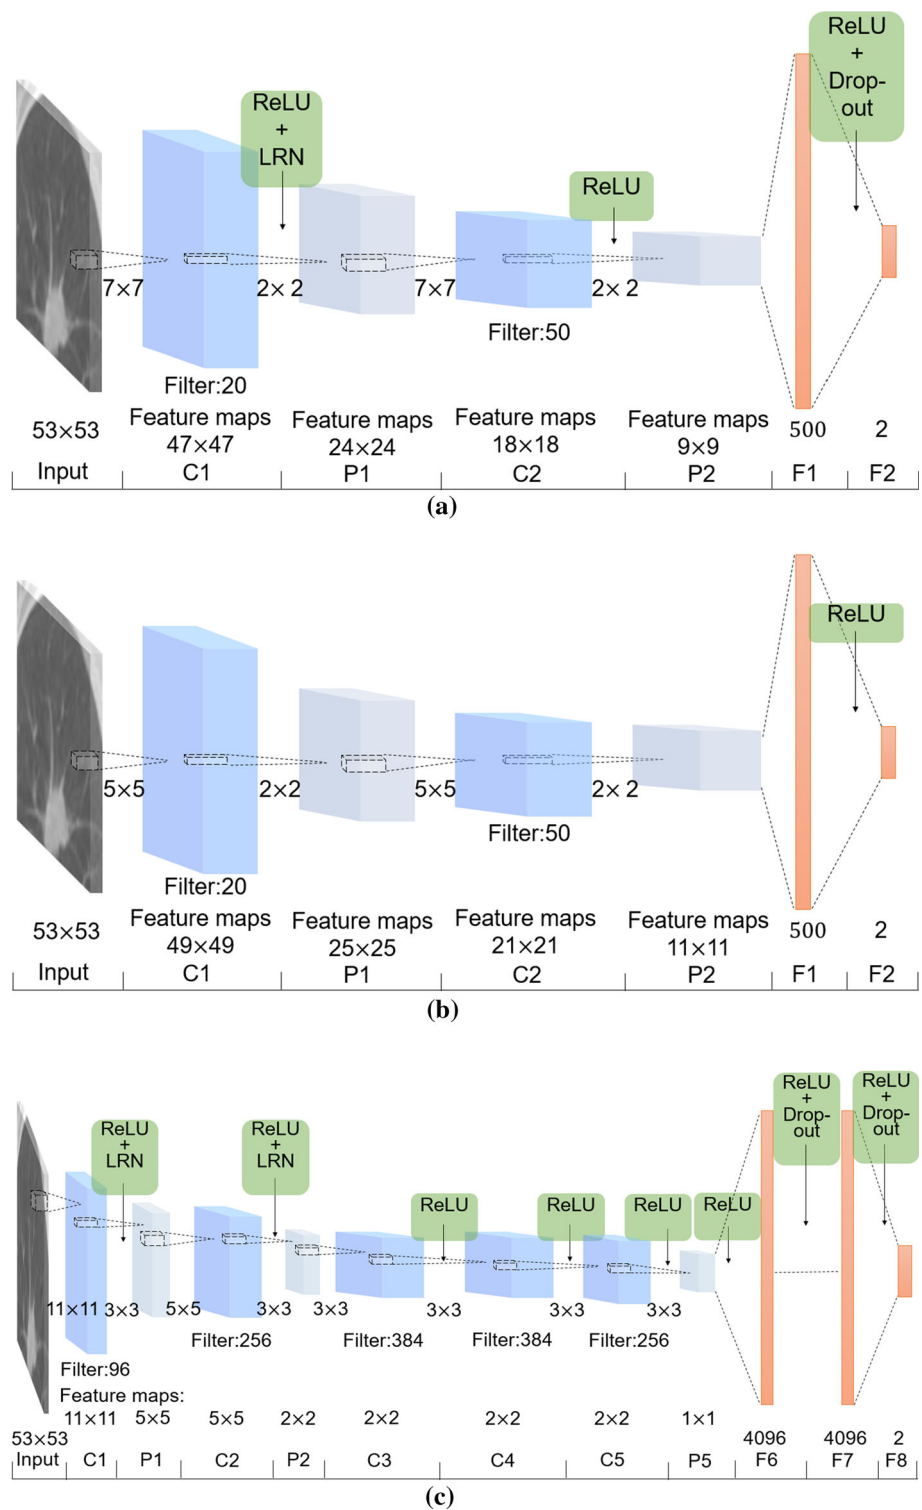 ReLU
+
LRN
ReLU
ReLU
+
Drop-
out
7×7
2× 2
7×7
2× 2
Filter:20
Filter:50
53×53
Feature maps
47×47
Feature maps
24×24
Feature maps
18×18
Feature maps
9×9
500
2
Input
C1
P1
C2
P2
F1
F2
(a)
ReLU
5×5
2×2
5×5
2× 2
Filter:20
Filter:50
53×53
Feature maps
49×49
Feature maps
25×25
Feature maps
21×21
Feature maps
11×11
500
2
Input
C1
P1
C2
P2
F1
F2
(b)
ReLU
+
LRN
ReLU
+
LRN
ReLU
ReLU
ReLU
ReLU
ReLU
+
Drop-
out
ReLU
+
Drop-
out
11×11
3×3
5×5
3×3
3×3
3×3
3×3
3×3
Filter:96
Filter:256
Filter:384
Filter:384
Filter:256
Feature maps:
11×11
5×5
5×5
2×2
2×2
2×2
2×2
1×1
53×53
4096
4096
2
Input
C1
P1
C2
P2
C3
C4
C5
P5
F6
F7
F8
(c)